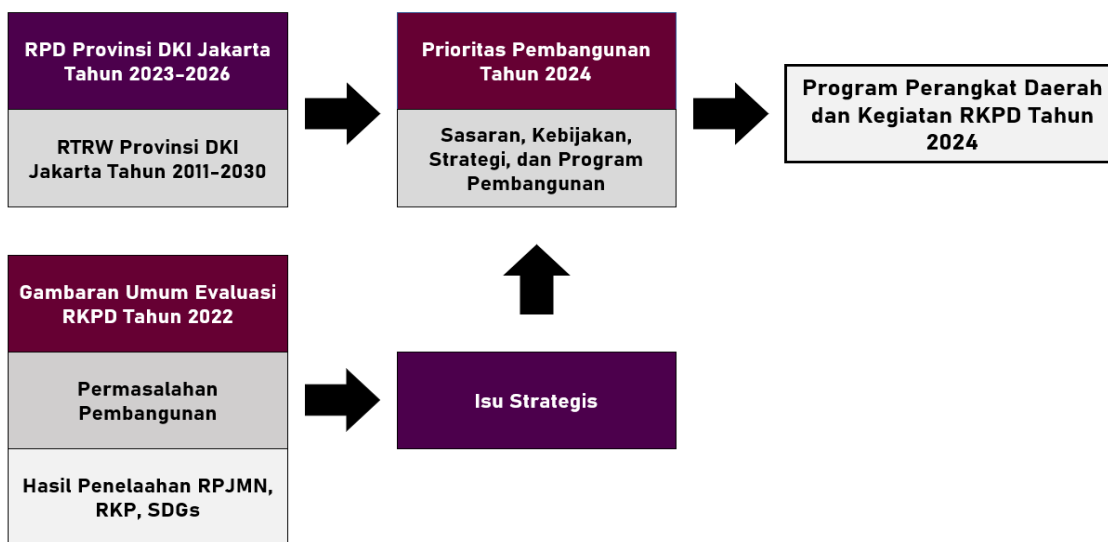 RPD Provinsi DKI Jakarta
Tahun 2023-2026
RTRW Provinsi DKI
Jakarta Tahun 2011-2030
Prioritas Pembangunan
Tahun 2024
Sasaran, Kebijakan,
Strategi, dan Program
Pembangunan
Program Perangkat Daerah
dan Kegiatan RKPD Tahun
2024
Gambaran Umum Evaluasi
RKPD Tahun 2022
Permasalahan
Pembangunan
Hasil Penelaahan RPJMN,
RKP, SDGs
Isu Strategis